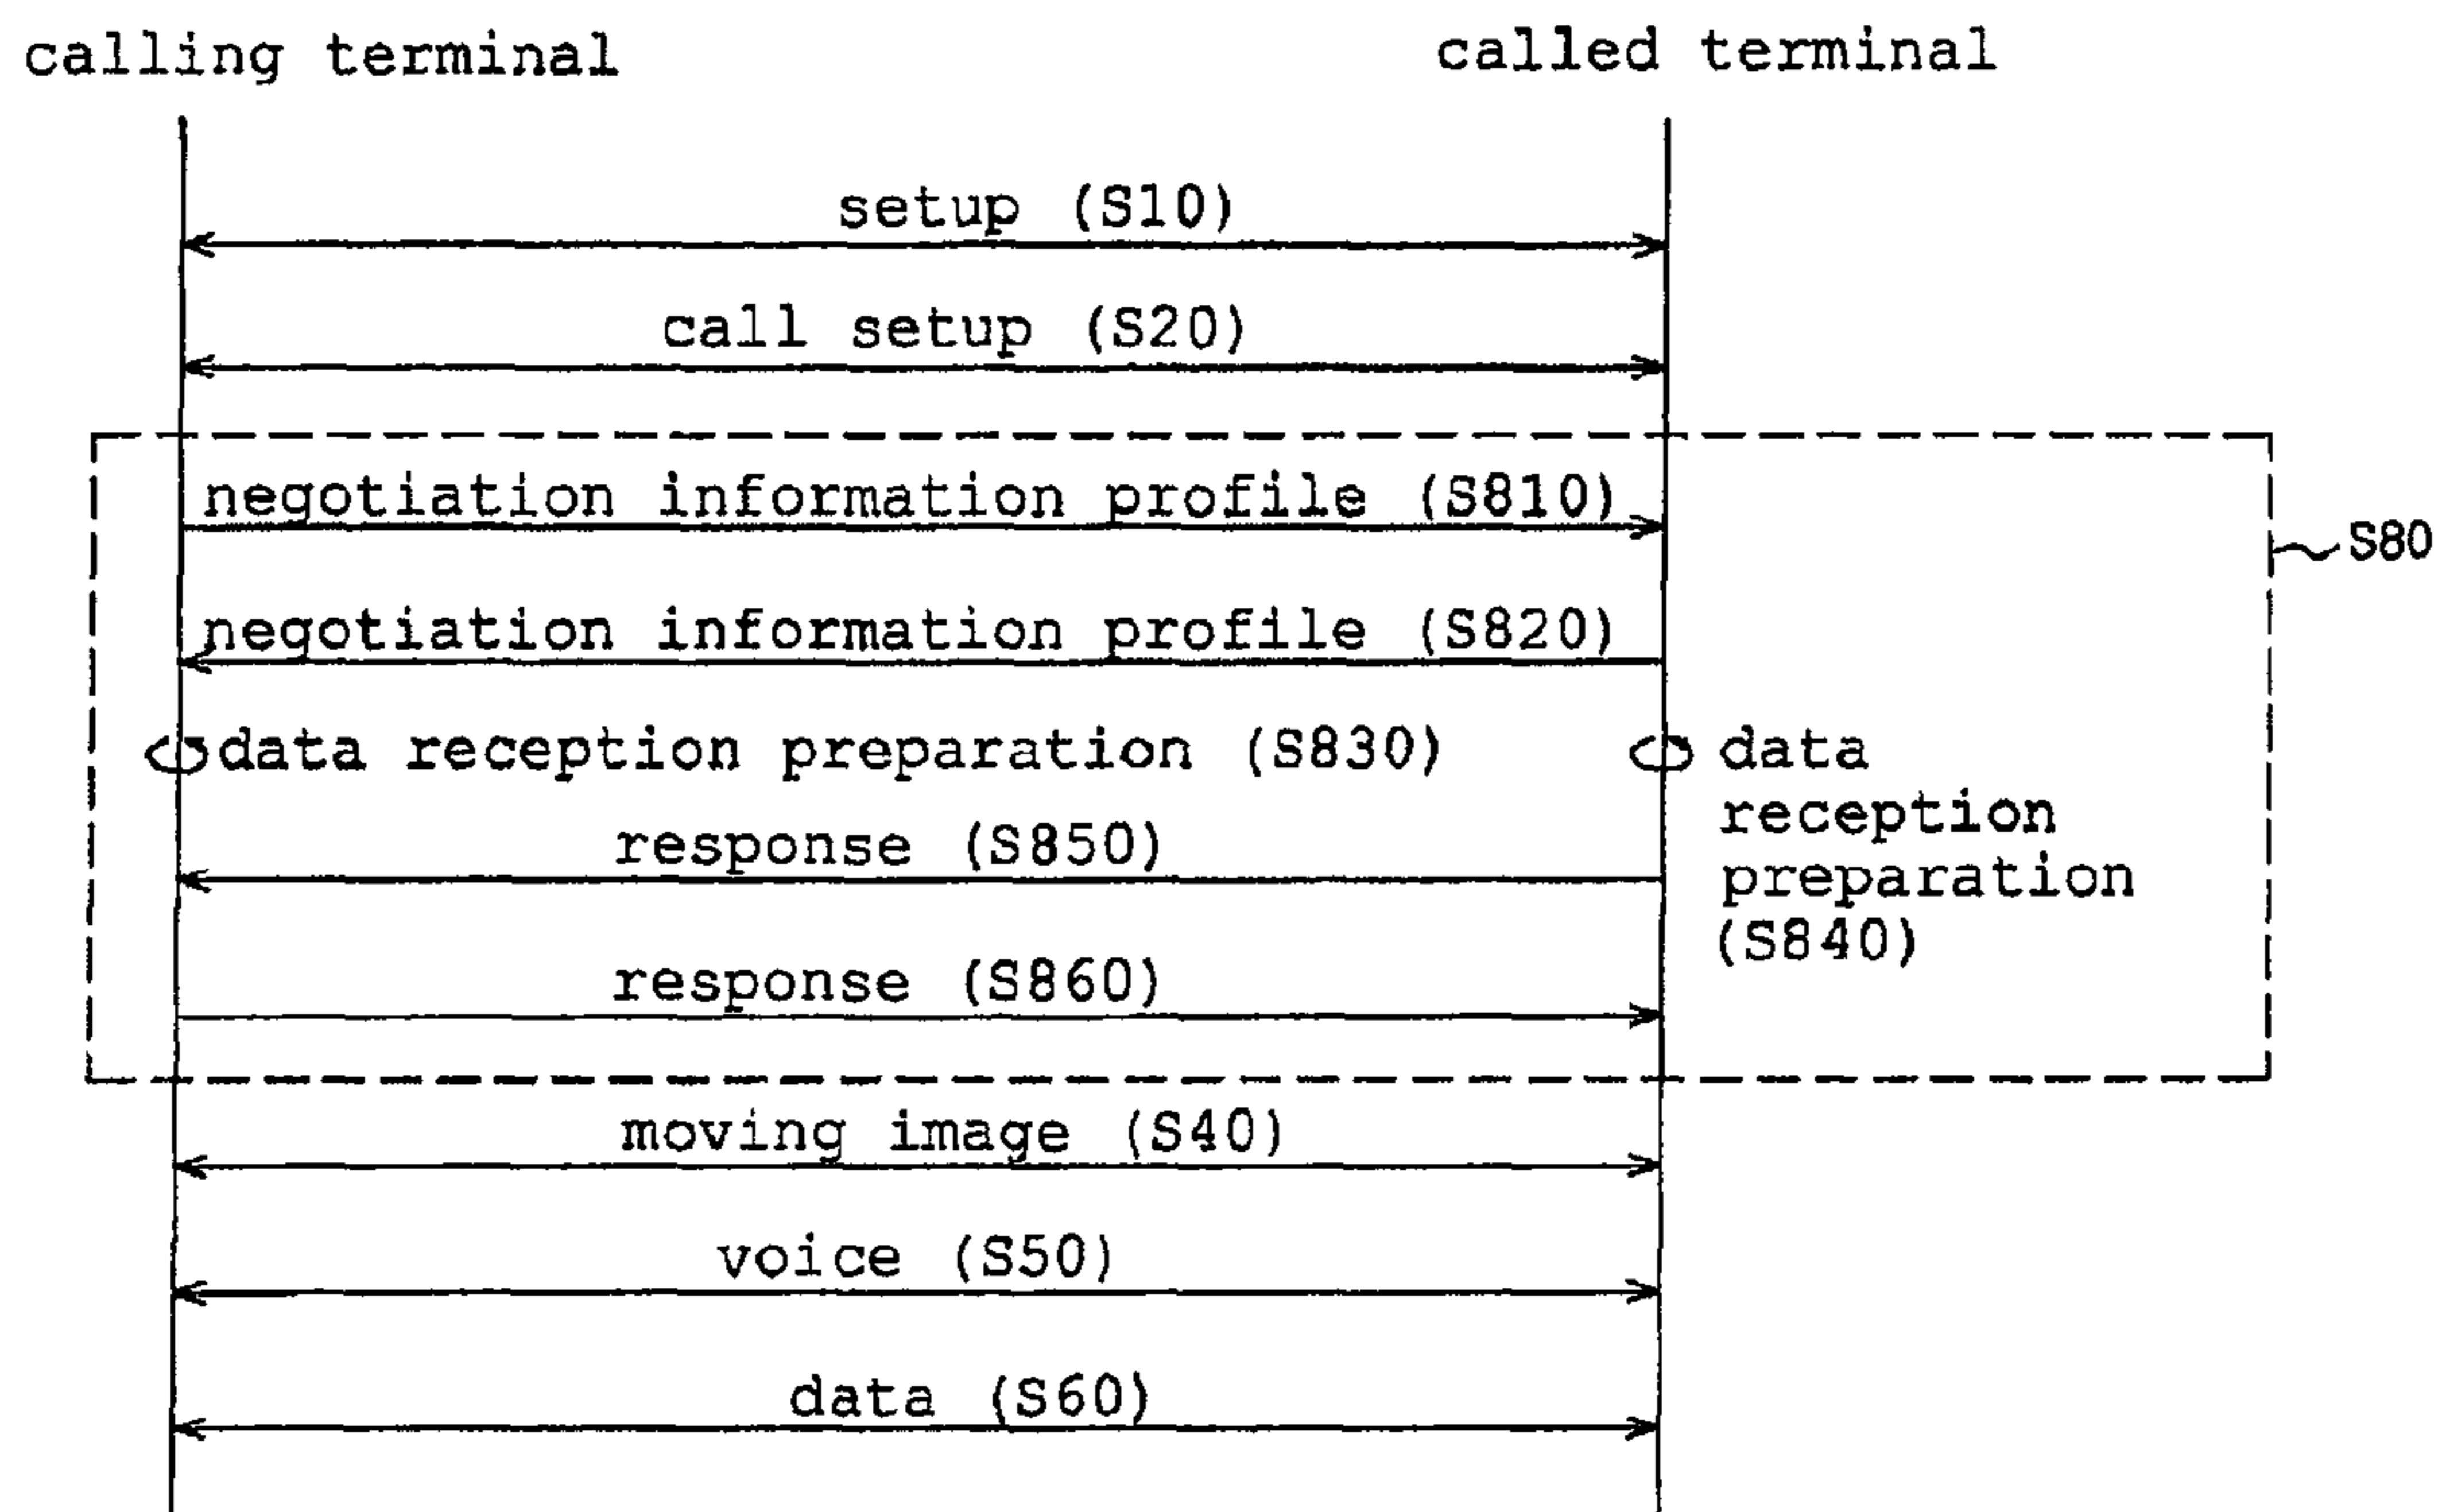 calling terminal
called terminal
setup (S10)
call setup (S20)
negotiation information profile (S810)
S80
negotiation information profile (S820)
data reception preparation (S830)
data
reception
preparation
(S840)
response (S850)
response (S860)
moving image (S40)
voice (S50)
data (S60)